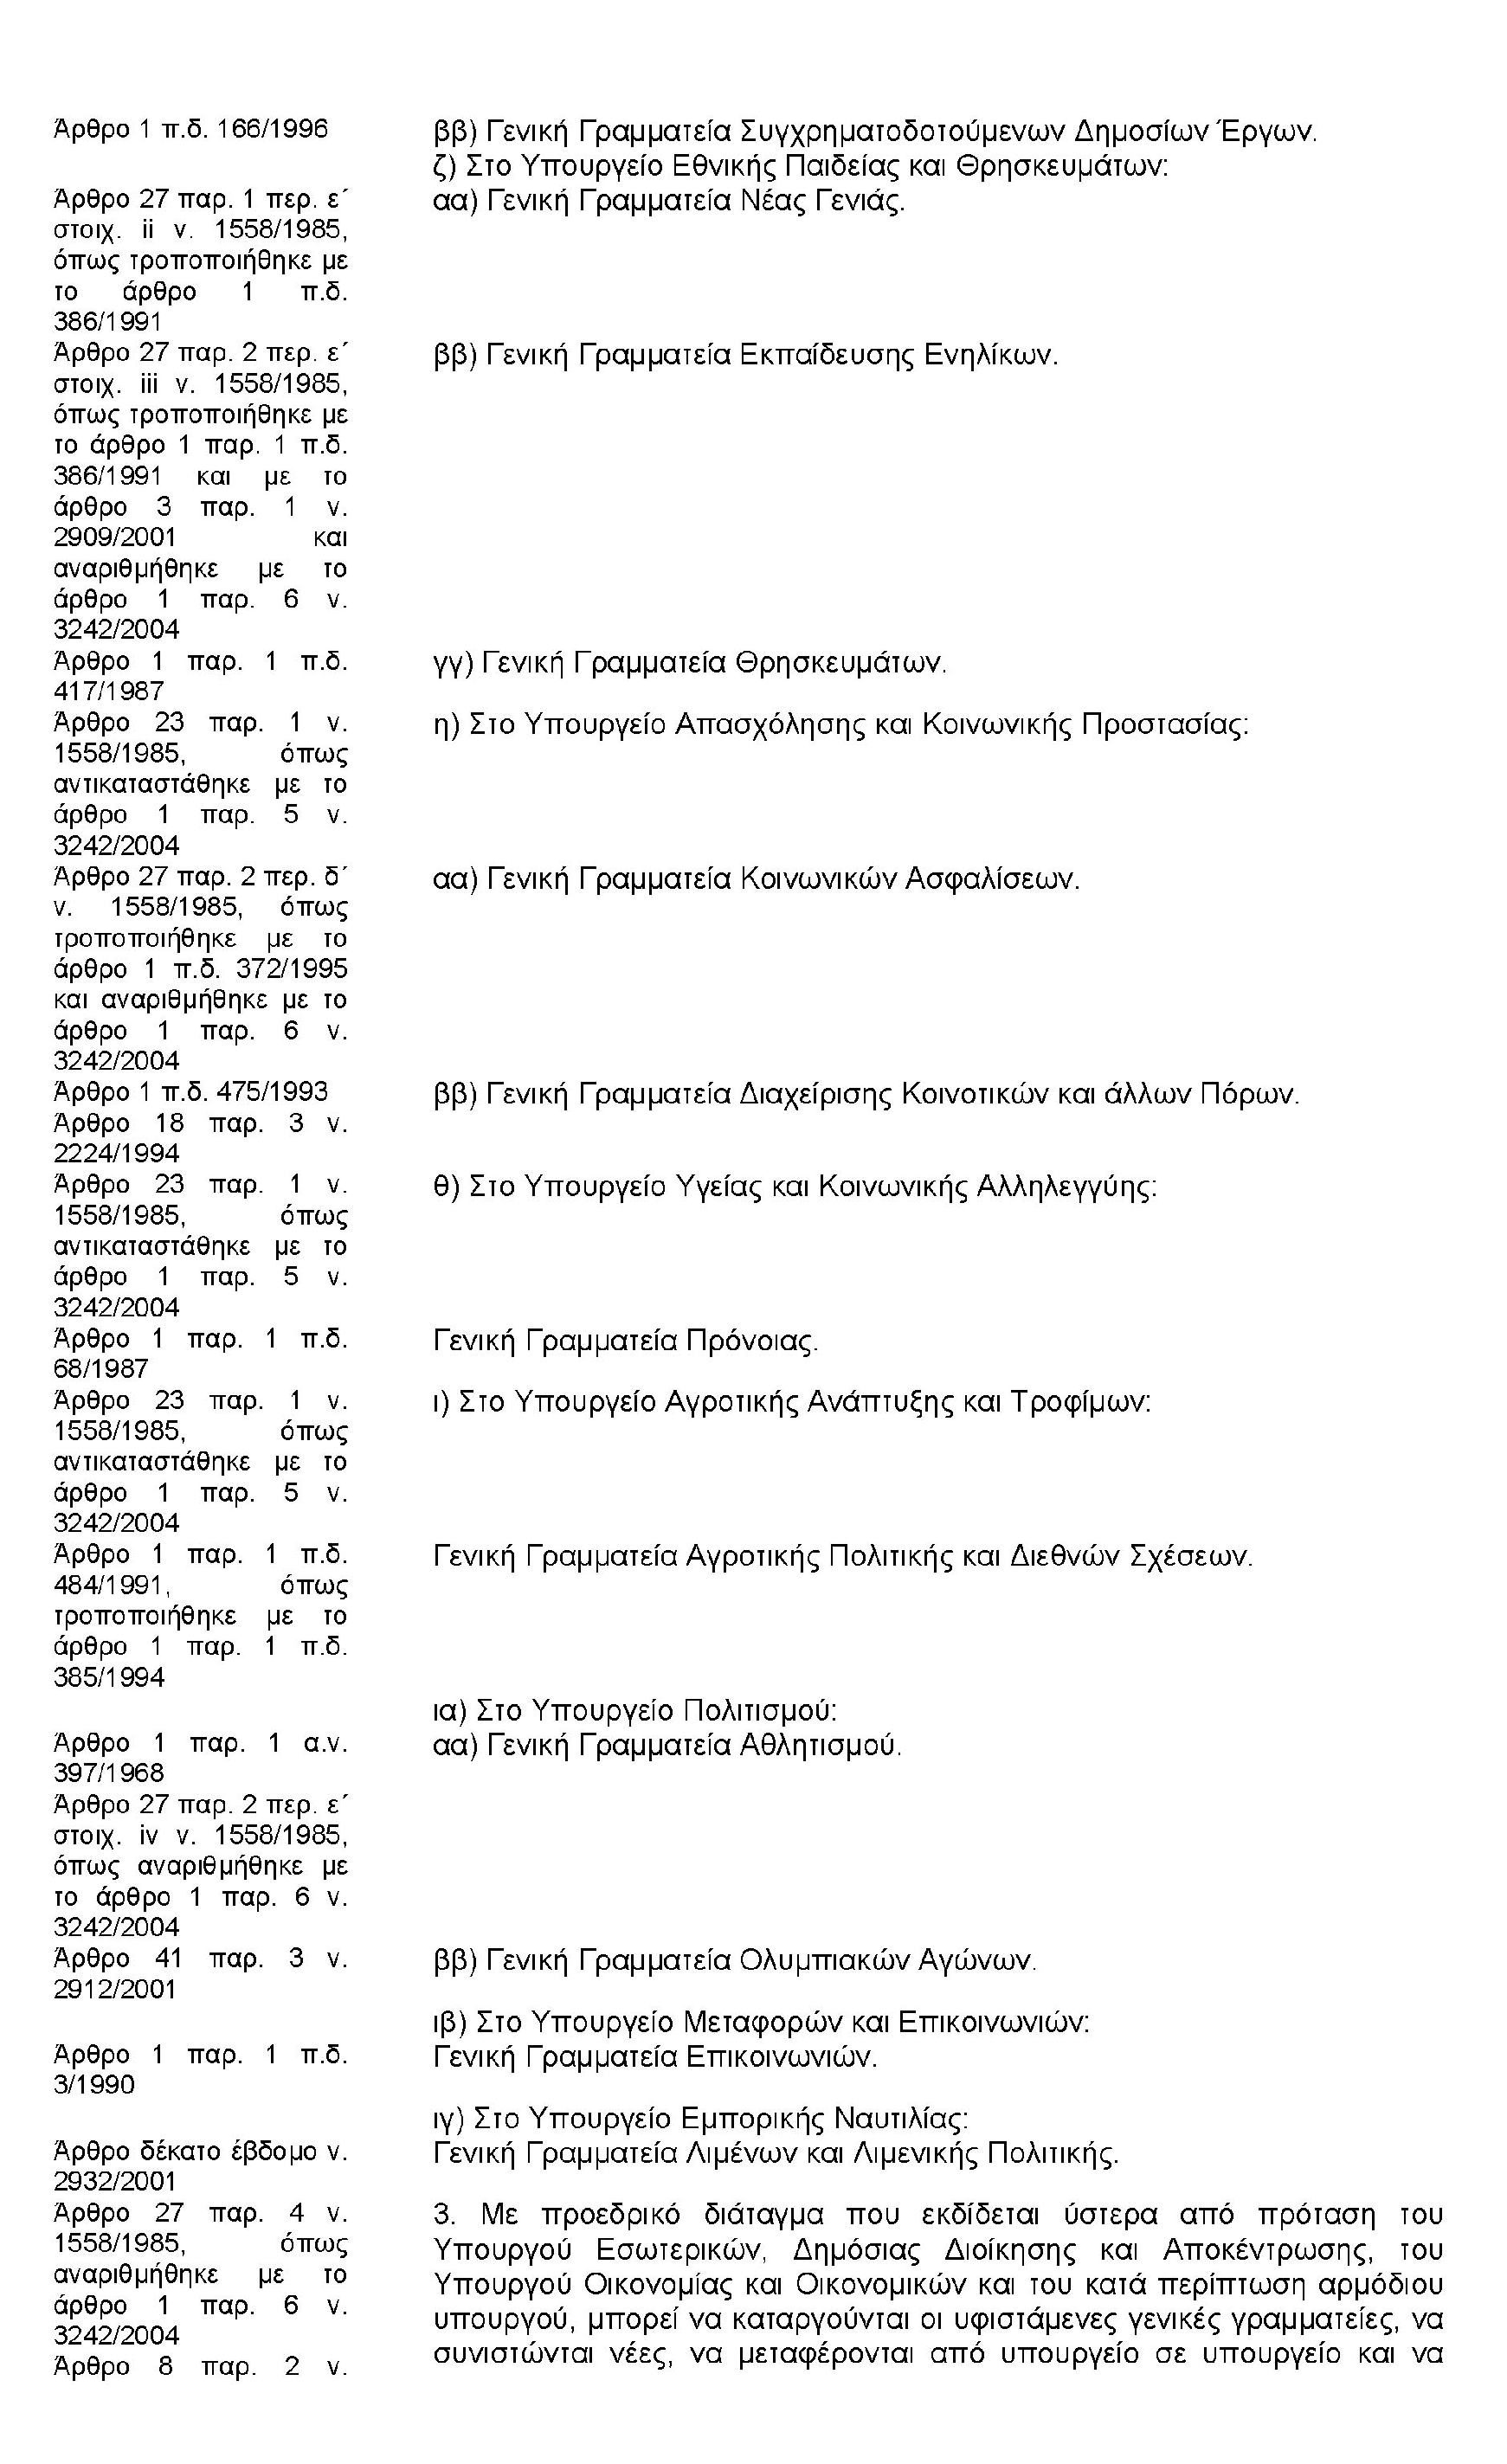 Άρθρο 1 π.δ. 166/1996
ββ) Γενική Γραμματεία Συγχρηματοδοτούμενων Δημοσίων Έργων.
ζ) Στο Υπουργείο Εθνικής Παιδείας και Θρησκευμάτων:
Άρθρο 27 παρ. 1 περ. ε΄
στοιχ. ii ν. 1558/1985,
όπως τροποποιήθηκε με
το άρθρο 1 π.δ.
386/1991
αα) Γενική Γραμματεία Νέας Γενιάς.
Άρθρο 27 παρ. 2 περ. ε΄
στοιχ. iii ν. 1558/1985,
όπως τροποποιήθηκε με
το άρθρο 1 παρ. 1 π.δ.
386/1991 και με το
άρθρο 3 παρ. 1 ν.
2909/2001 και
αναριθμήθηκε με το
άρθρο 1 παρ. 6 ν.
3242/2004
ββ) Γενική Γραμματεία Εκπαίδευσης Ενηλίκων.
Άρθρο 1 παρ. 1 π.δ.
417/1987
γγ) Γενική Γραμματεία Θρησκευμάτων.
Άρθρο 23 παρ. 1 ν.
1558/1985, όπως
αντικαταστάθηκε με το
άρθρο 1 παρ. 5 ν.
3242/2004
η) Στο Υπουργείο Απασχόλησης και Κοινωνικής Προστασίας:
Άρθρο 27 παρ. 2 περ. δ΄
ν. 1558/1985, όπως
τροποποιήθηκε με το
άρθρο 1 π.δ. 372/1995
και αναριθμήθηκε με το
άρθρο 1 παρ. 6 ν.
3242/2004
αα) Γενική Γραμματεία Κοινωνικών Ασφαλίσεων.
Άρθρο 1 π.δ. 475/1993
Άρθρο 18 παρ. 3 ν.
2224/1994
ββ) Γενική Γραμματεία Διαχείρισης Κοινοτικών και άλλων Πόρων.
Άρθρο 23 παρ. 1 ν.
1558/1985, όπως
αντικαταστάθηκε με το
άρθρο 1 παρ. 5 ν.
3242/2004
θ) Στο Υπουργείο Υγείας και Κοινωνικής Αλληλεγγύης:
Άρθρο 1 παρ. 1 π.δ.
68/1987
Γενική Γραμματεία Πρόνοιας.
Άρθρο 23 παρ. 1 ν.
1558/1985, όπως
αντικαταστάθηκε με το
άρθρο 1 παρ. 5 ν.
3242/2004
ι) Στο Υπουργείο Αγροτικής Ανάπτυξης και Τροφίμων:
Άρθρο 1 παρ. 1 π.δ.
484/1991, όπως
τροποποιήθηκε με το
άρθρο 1 παρ. 1 π.δ.
385/1994
Γενική Γραμματεία Αγροτικής Πολιτικής και Διεθνών Σχέσεων.
ια) Στο Υπουργείο Πολιτισμού:
Άρθρο 1 παρ. 1 α.ν.
397/1968
Άρθρο 27 παρ. 2 περ. ε΄
στοιχ. iv ν. 1558/1985,
όπως αναριθμήθηκε με
το άρθρο 1 παρ. 6 ν.
3242/2004
αα) Γενική Γραμματεία Αθλητισμού.
Άρθρο 41 παρ. 3 ν.
2912/2001
ββ) Γενική Γραμματεία Ολυμπιακών Αγώνων.
ιβ) Στο Υπουργείο Μεταφορών και Επικοινωνιών:
Άρθρο 1 παρ. 1 π.δ.
3/1990
Γενική Γραμματεία Επικοινωνιών.
ιγ) Στο Υπουργείο Εμπορικής Ναυτιλίας:
Άρθρο δέκατο έβδομο ν.
2932/2001
Γενική Γραμματεία Λιμένων και Λιμενικής Πολιτικής.
Άρθρο 27 παρ. 4 ν.
1558/1985, όπως
αναριθμήθηκε με το
άρθρο 1 παρ. 6 ν.
3242/2004
Άρθρο 8 παρ. 2 ν.
3. Με προεδρικό διάταγμα που εκδίδεται ύστερα από πρόταση του
Υπουργού Εσωτερικών, Δημόσιας Διοίκησης και Αποκέντρωσης, του
Υπουργού Οικονομίας και Οικονομικών και του κατά περίπτωση αρμόδιου
υπουργού, μπορεί να καταργούνται οι υφιστάμενες γενικές γραμματείες, να
συνιστώνται νέες, να μεταφέρονται από υπουργείο σε υπουργείο και να